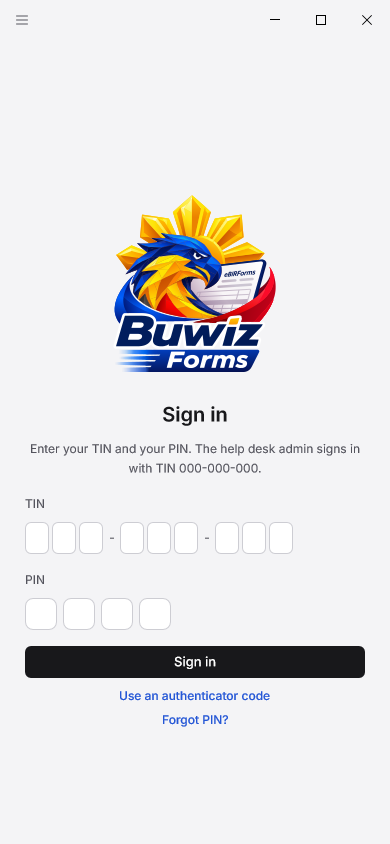 eBIRForms
Buwiz
Forms
Sign in
Enter your TIN and your PIN. The help desk admin signs in
with TIN 000-000-000.
TIN
- -
PIN
Sign in
Use an authenticator code
Forgot PIN?